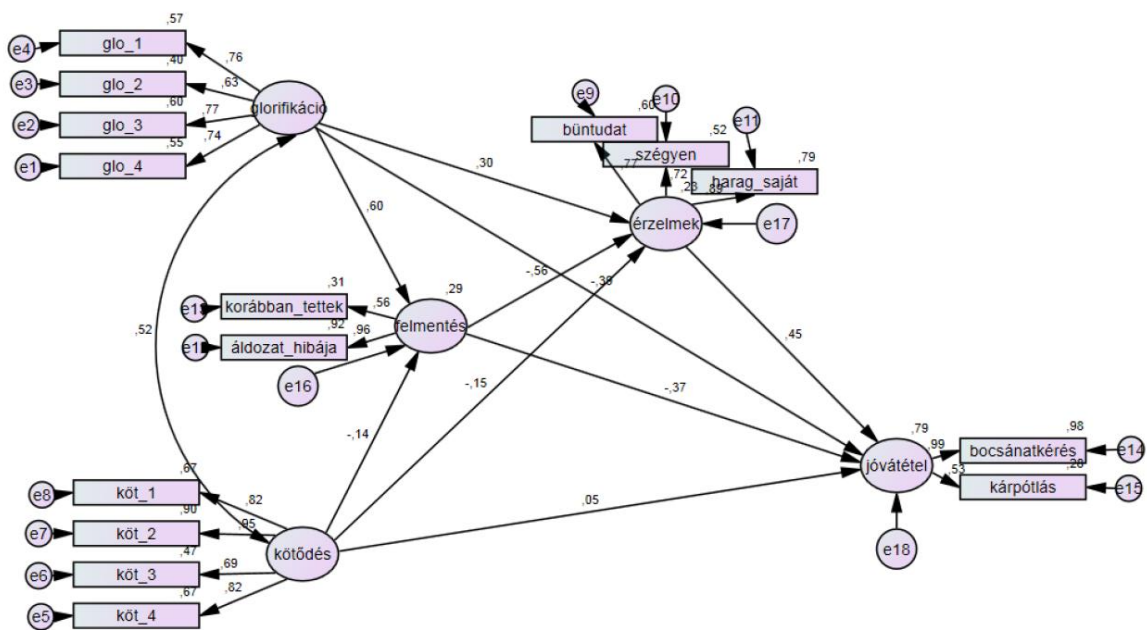 ,57
e4
glo_1
,76
,40
e3
glo_2
,63
,60
e2
glo_3
,77
,55
e1
glo_4
,74
glorifikáció
e9
,60
büntudat
e10
,52
szégyen
e11
,79
harag_saját
,77
,72
,23
,89
érzelmek
e17
,30
,60
-,56
-,39
,31
korábban_tettek
,56
,29
felmentés
,92
áldozat_hibája
,96
e16
,52
,45
-,15
-,37
-,14
,79
,98
,99
bocsánatkérés
e14
jóvátétel
,28
,53
kárpótlás
e15
,05
e18
,67
e8
köt_1
,82
,90
e7
köt_2
,95
,47
e6
köt_3
,69
,67
e5
köt_4
,82
kötődés